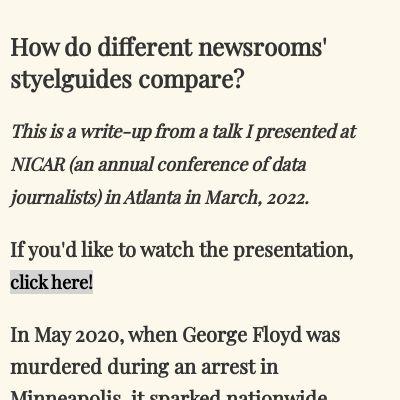 How do different newsrooms'
styelguides compare?
This is a write-up from a talk I presented at
NICAR (an annual conference of data
journalists) in Atlanta in March, 2022.
If you'd like to watch the presentation,
click here!
In May 2020, when George Floyd was
murdered during an arrest in
Minneapolis, it sparked nationwide